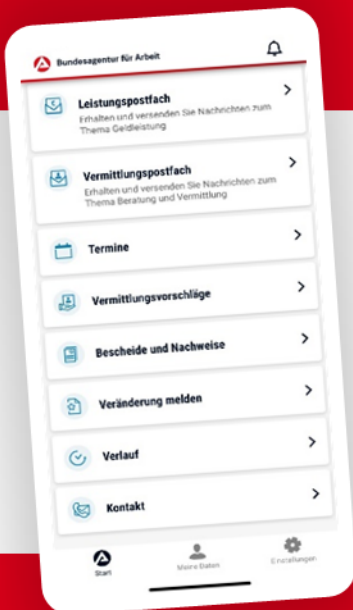 Bundesagentur für Arbeit
Leistungspostfach
Erhalten und versenden Sie Nachrichten zum
Thema Geldleistung
Vermittlungspostfach
Erhalten und versenden Sie Nachrichten zum
Thema Beratung und Vermittlung
Termine
Vermittlungsvorschläge
Bescheide und Nachweise
Veränderung melden
Verlauf
Kontakt
Start
Meine Daten
Einstellungen